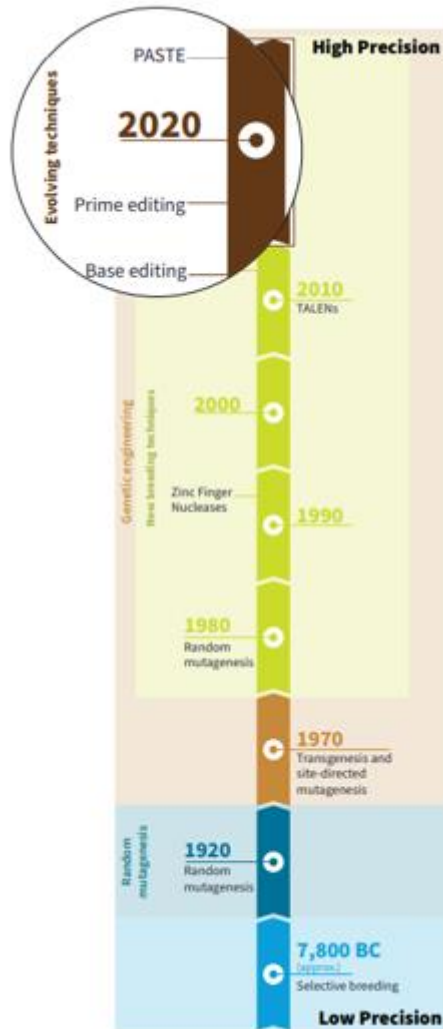 High Precision
PASTE
2020
Evolving techniques
Prime editing
Base editing
2010
TALENs
2000
Genetic engineering
New breeding techniques
Zinc Finger
Nucleases
1990
1980
Random
mutagenesis
1970
Transgenesis and
site-directed
mutagenesis
Random
mutagenesis
1920
Random
mutagenesis
7,800 BC
(approx.)
Selective breeding
Low Precision